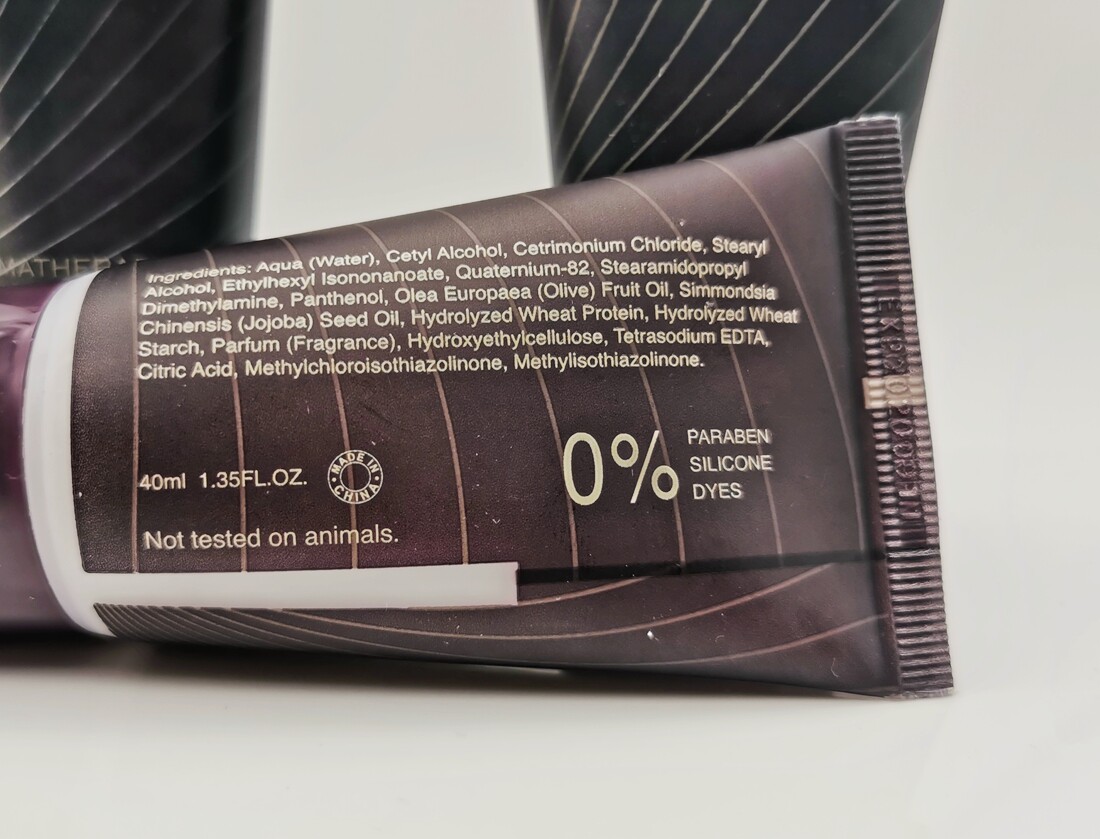 Ingredients: Aqua (Water), Cetyl Alcohol, Cetrimonium Chloride, Stearyl
Alcohol, Ethylhexyl Isononanoate, Quaternium-82, Stearamidopropyl
Dimethylamine, Panthenol, Olea Europaea (Olive) Fruit Oil, Simmondsia
Chinensis (Jojoba) Seed Oil, Hydrolyzed Wheat Protein, Hydrolyzed Wheat
Starch, Parfum (Fragrance), Hydroxyethylcellulose, Tetrasodium EDTA,
Citric Acid, Methylchloroisothiazolinone, Methylisothiazolinone.
40ml 1.35FL.OZ.
MADE IN CHINA
0%
PARABEN
SILICONE
DYES
Not tested on animals.